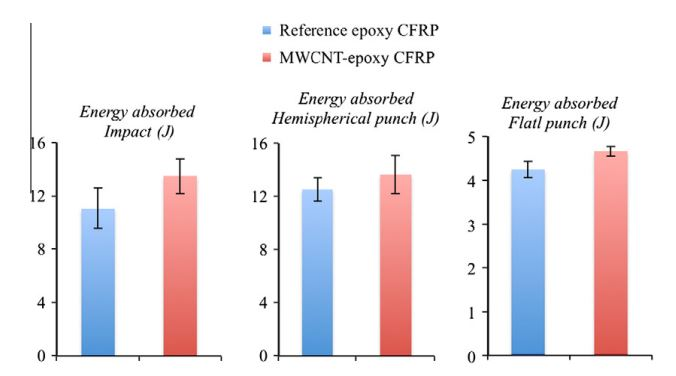 Reference epoxy CFRP
MWCNT-epoxy CFRP
Energy absorbed
Impact (J)
16
12
8
4
0
Energy absorbed
Hemispherical punch (J)
16
12
8
4
0
Energy absorbed
Flatl punch (J)
5
4
3
2
1
0